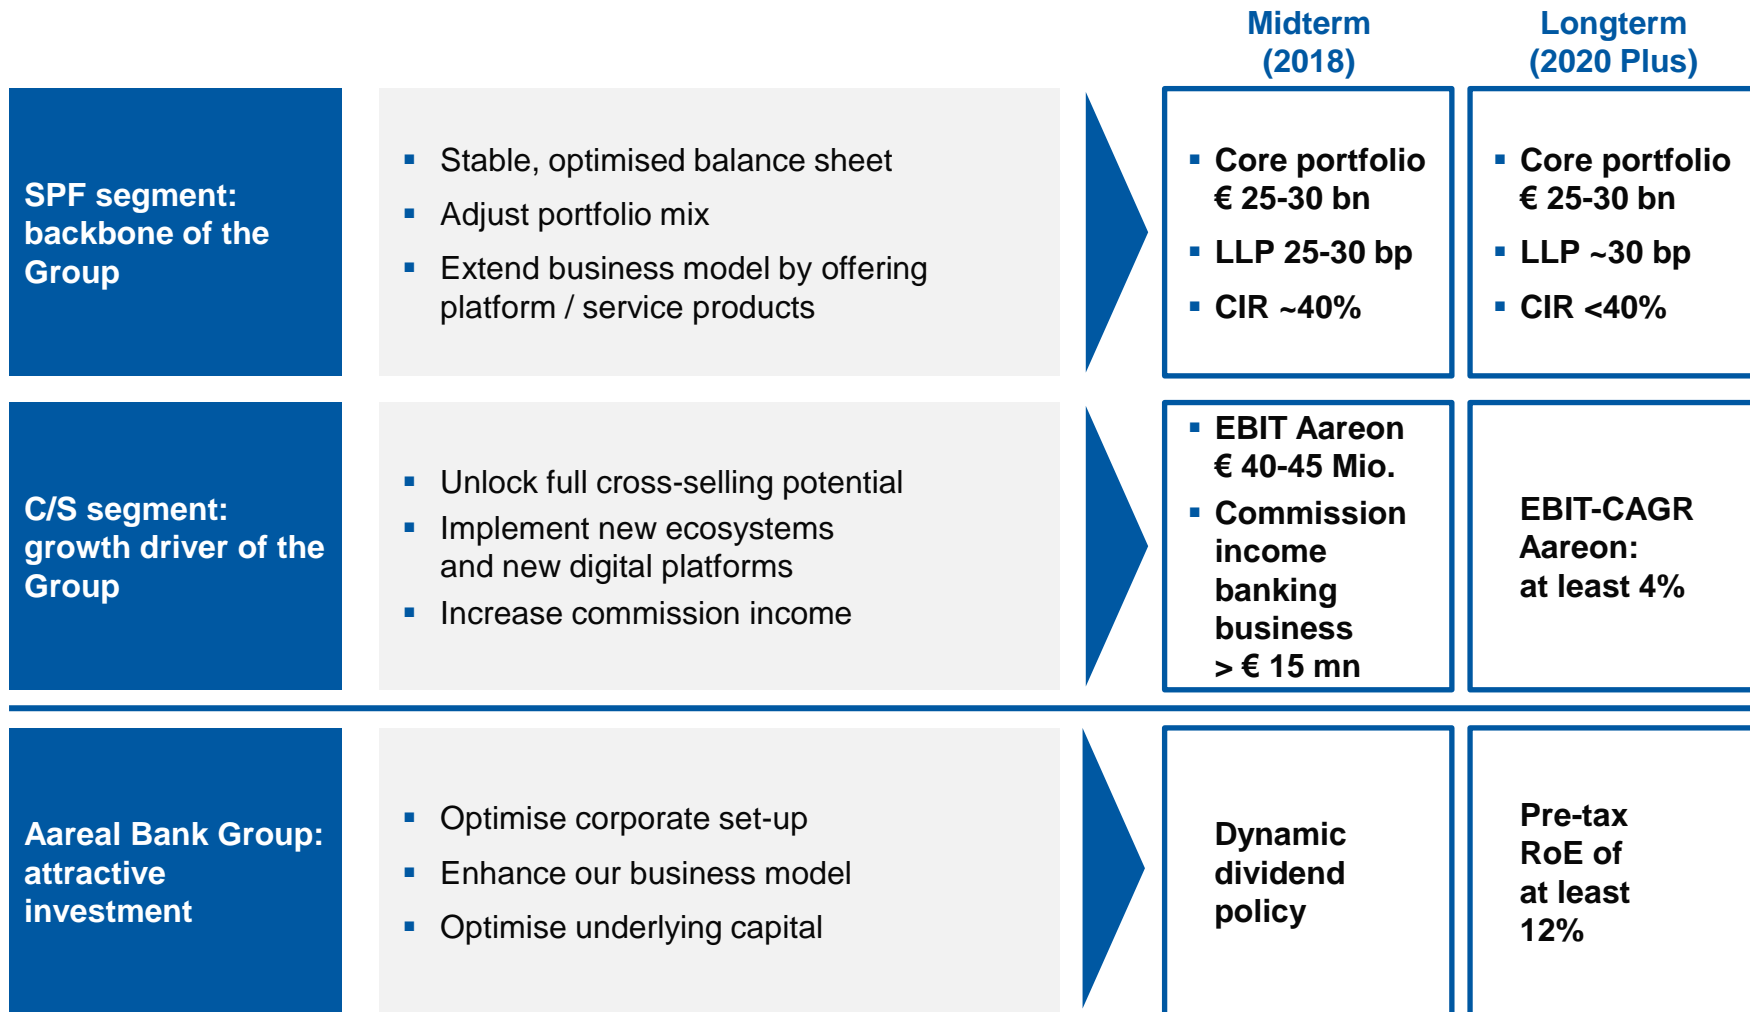 Midterm
(2018)
Longterm
(2020 Plus)
SPF segment:
backbone of the
Group
▪ Stable, optimised balance sheet
▪ Adjust portfolio mix
▪ Extend business model by offering
platform / service products
▪ Core portfolio
€ 25-30 bn
▪ LLP 25-30 bp
▪ CIR ~40%
▪ Core portfolio
€ 25-30 bn
▪ LLP ~30 bp
▪ CIR <40%
C/S segment:
growth driver of the
Group
▪ Unlock full cross-selling potential
▪ Implement new ecosystems
and new digital platforms
▪ Increase commission income
▪ EBIT Aareon
€ 40-45 Mio.
▪ Commission
income
banking
business
> € 15 mn
EBIT-CAGR
Aareon:
at least 4%
Aareal Bank Group:
attractive
investment
▪ Optimise corporate set-up
▪ Enhance our business model
▪ Optimise underlying capital
Dynamic
dividend
policy
Pre-tax
RoE of
at least
12%